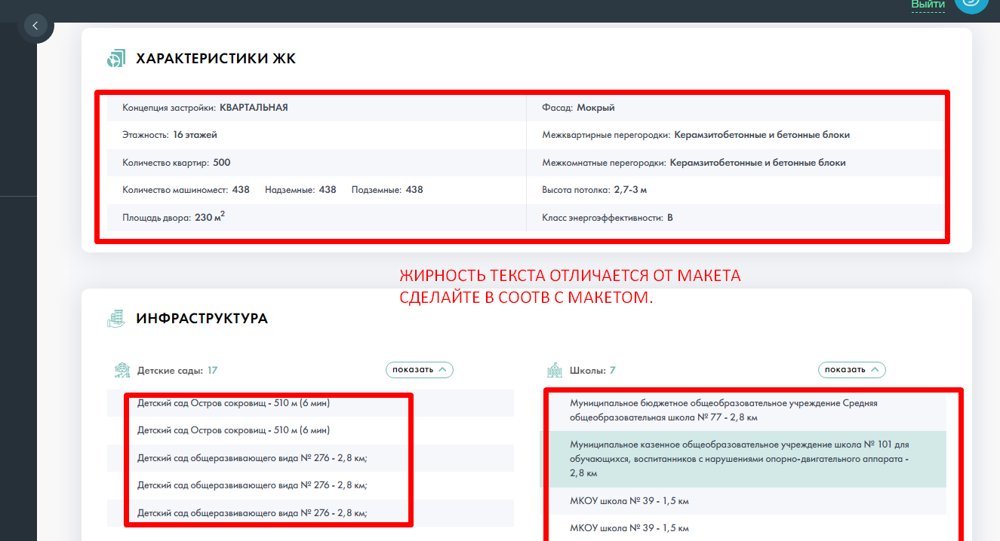 Выйти
ХАРАКТЕРИСТИКИ ЖК
Концепция застройки: КВАРТАЛЬНАЯ
Фасад: Мокрый
Этажность: 16 этажей
Межквартирные перегородки: Керамзитобетонные и бетонные блоки
Количество квартир: 500
Межкомнатные перегородки: Керамзитобетонные и бетонные блоки
Количество машиномест: 438 Надземные: 438 Подземные: 438
Высота потолка: 2,7-3 м
Площадь двора: 230 м²
Класс энергоэффективности: В
ЖИРНОСТЬ ТЕКСТА ОТЛИЧАЕТСЯ ОТ МАКЕТА
СДЕЛАЙТЕ В СООТВ С МАКЕТОМ.
ИНФРАСТРУКТУРА
Детские сады: 17
показать
Детский сад Остров сокровищ - 510 м (6 мин)
Детский сад Остров сокровищ - 510 м (6 мин)
Детский сад общеразвивающего вида № 276 - 2,8 км;
Детский сад общеразвивающего вида № 276 - 2,8 км;
Детский сад общеразвивающего вида № 276 - 2,8 км;
Школы: 7
показать
Муниципальное бюджетное общеобразовательное учреждение Средняя
общеобразовательная школа № 77 - 2,8 км
Муниципальное казенное общеобразовательное учреждение школа № 101 для
обучающихся, воспитанников с нарушениями опорно-двигательного аппарата -
2,8 км
МКОУ школа № 39 - 1,5 км
МКОУ школа № 39 - 1,5 км